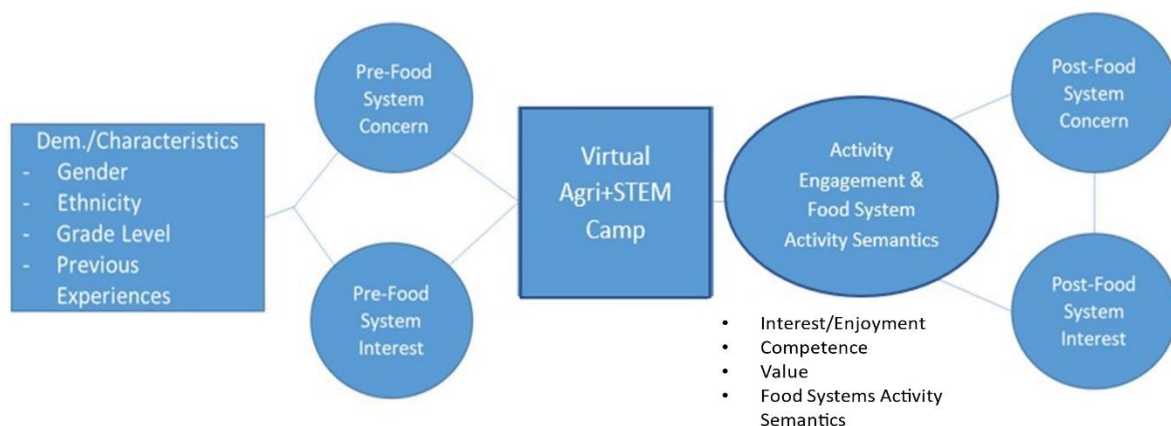 Dem./Characteristics
- Gender
- Ethnicity
- Grade Level
- Previous
Experiences
Pre-Food
System
Concern
Pre-Food
System
Interest
Virtual
Agri+STEM
Camp
Activity
Engagement &
Food System
Activity Semantics
• Interest/Enjoyment
• Competence
• Value
• Food Systems Activity
Semantics
Post-Food
System
Concern
Post-Food
System
Interest